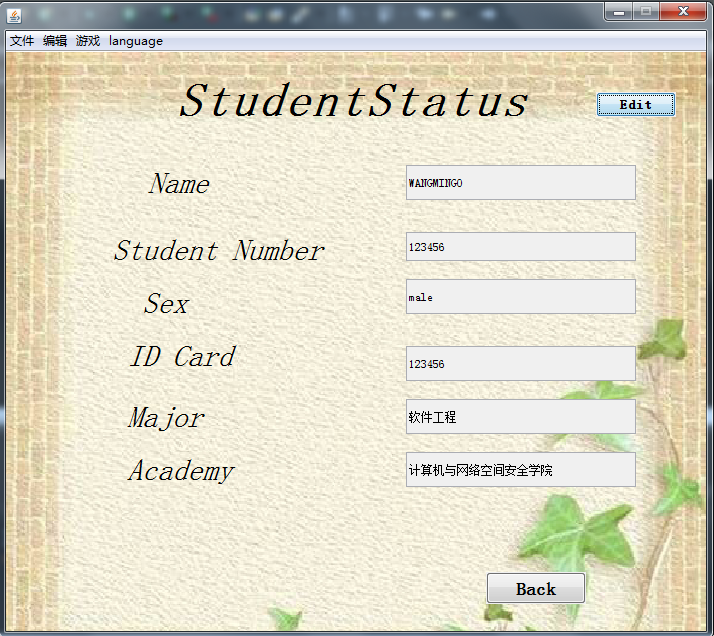 文件 编辑 游戏 language
StudentStatus
Edit
Name WANGMINGO
Student Number 123456
Sex male
ID Card 123456
Major 软件工程
Academy 计算机与网络空间安全学院
Back